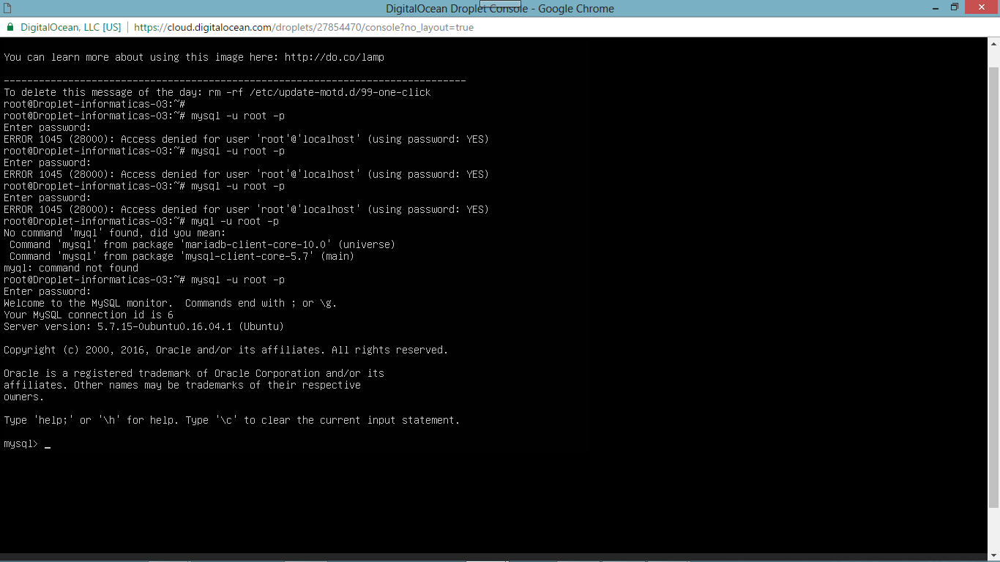 DigitalOcean Droplet Console - Google Chrome
DigitalOcean, LLC [US] https://cloud.digitalocean.com/droplets/27854470/console?no_layout=true
You can learn more about using this image here: http://do.co/lamp
-------------------------------------------------------------------------------
To delete this message of the day: rm -rf /etc/update-motd.d/99-one-click
root@Droplet-informaticas-03:~#
root@Droplet-informaticas-03:~# mysql -u root -p
Enter password:
ERROR 1045 (28000): Access denied for user 'root'@'localhost' (using password: YES)
root@Droplet-informaticas-03:~# mysql -u root -p
Enter password:
ERROR 1045 (28000): Access denied for user 'root'@'localhost' (using password: YES)
root@Droplet-informaticas-03:~# mysql -u root -p
Enter password:
ERROR 1045 (28000): Access denied for user 'root'@'localhost' (using password: YES)
root@Droplet-informaticas-03:~# myql -u root -p
No command 'myql' found, did you mean:
 Command 'mysql' from package 'mariadb-client-core-10.0' (universe)
 Command 'mysql' from package 'mysql-client-core-5.7' (main)
myql: command not found
root@Droplet-informaticas-03:~# mysql -u root -p
Enter password:
Welcome to the MySQL monitor.  Commands end with ; or \g.
Your MySQL connection id is 6
Server version: 5.7.15-0ubuntu0.16.04.1 (Ubuntu)
Copyright (c) 2000, 2016, Oracle and/or its affiliates. All rights reserved.
Oracle is a registered trademark of Oracle Corporation and/or its
affiliates. Other names may be trademarks of their respective
owners.
Type 'help;' or '\h' for help. Type '\c' to clear the current input statement.
mysql> _